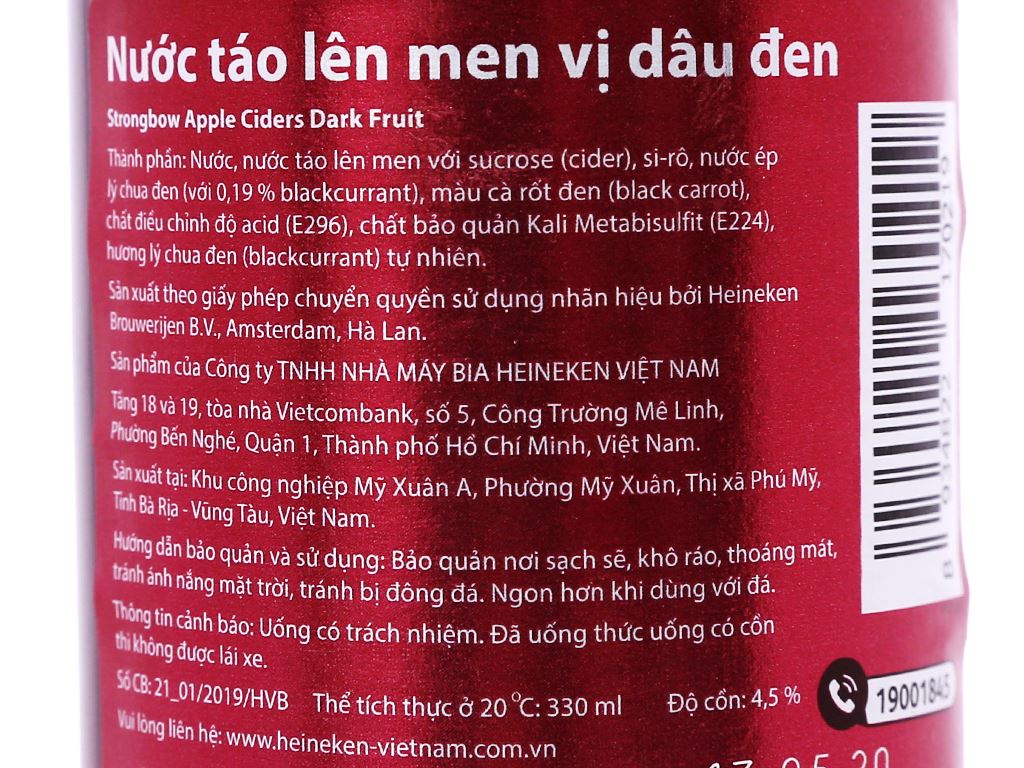 Nước táo lên men vị dâu đen
Strongbow Apple Ciders Dark Fruit
Thành phần: Nước, nước táo lên men với sucrose (cider), si-rô, nước ép
lý chua đen (với 0,19 % blackcurrant), màu cà rốt đen (black carrot),
chất điều chỉnh độ acid (E296), chất bảo quản Kali Metabisulfit (E224),
hương lý chua đen (blackcurrant) tự nhiên.
Sản xuất theo giấy phép chuyển quyền sử dụng nhãn hiệu bởi Heineken
Brouwerijen B.V., Amsterdam, Hà Lan.
Sản phẩm của Công ty TNHH NHÀ MÁY BIA HEINEKEN VIỆT NAM
Tầng 18 và 19, tòa nhà Vietcombank, số 5, Công Trường Mê Linh,
Phường Bến Nghé, Quận 1, Thành phố Hồ Chí Minh, Việt Nam.
Sản xuất tại: Khu công nghiệp Mỹ Xuân A, Phường Mỹ Xuân, Thị xã Phú Mỹ,
Tỉnh Bà Rịa - Vũng Tàu, Việt Nam.
Hướng dẫn bảo quản và sử dụng: Bảo quản nơi sạch sẽ, khô ráo, thoáng mát,
tránh ánh nắng mặt trời, tránh bị đông đá. Ngon hơn khi dùng với đá.
Thông tin cảnh báo: Uống có trách nhiệm. Đã uống thức uống có cồn
thì không được lái xe.
Số CB: 21_01/2019/HVB Thể tích thực ở 20 °C: 330 ml Độ cồn: 4,5 %
19001845
Vui lòng liên hệ: www.heineken-vietnam.com.vn
8 934822 170210